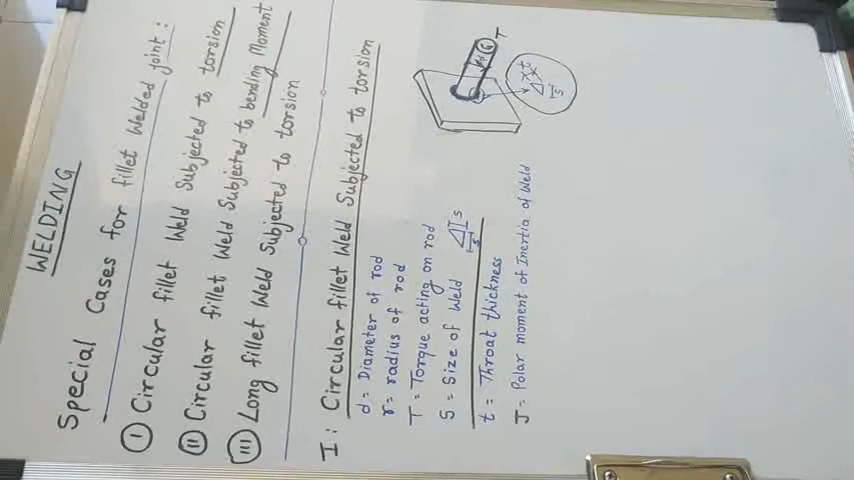 WELDING
Special Cases for fillet Welded joint :
I Circular fillet Weld Subjected to torsion
II Circular fillet Weld Subjected to bending Moment
III Long fillet Weld Subjected to torsion
I : Circular fillet Weld Subjected to torsion
d = Diameter of rod
r = radius of rod
T = Torque acting on rod
S = Size of Weld S S
t = Throat thickness
J = Polar moment of Inertia of Weld
T
t
S